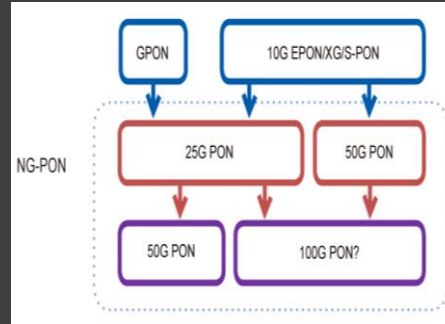 GPON
10G EPON/XG/S-PON
NG-PON
25G PON
50G PON
50G PON
100G PON?